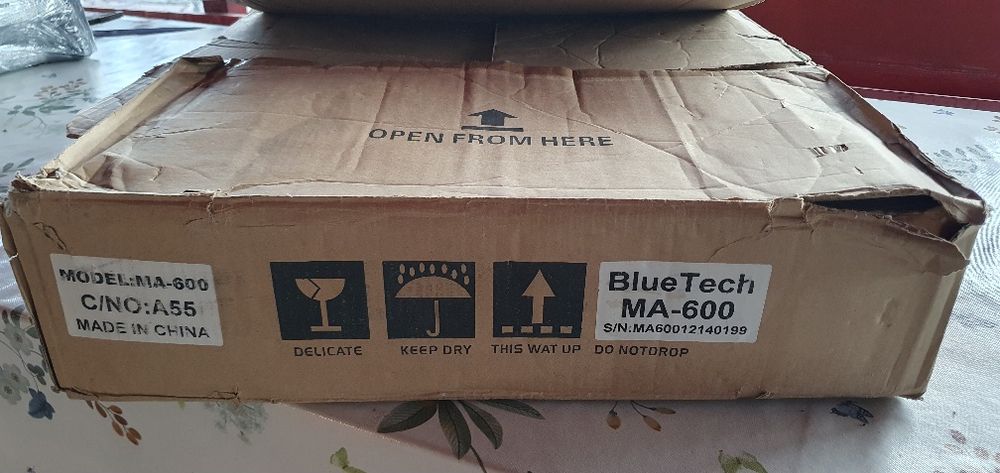 OPEN FROM HERE
MODEL:MA-600
C/NO:A55
MADE IN CHINA
DELICATE
KEEP DRY
THIS WAT UP
DO NOTDROP
BlueTech
MA-600
S/N:MA60012140199